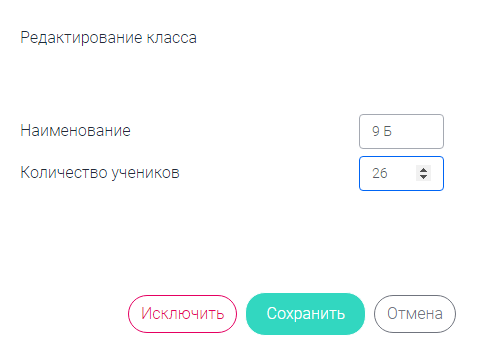 Редактирование класса
Наименование 9 Б
Количество учеников 26
Исключить Сохранить Отмена